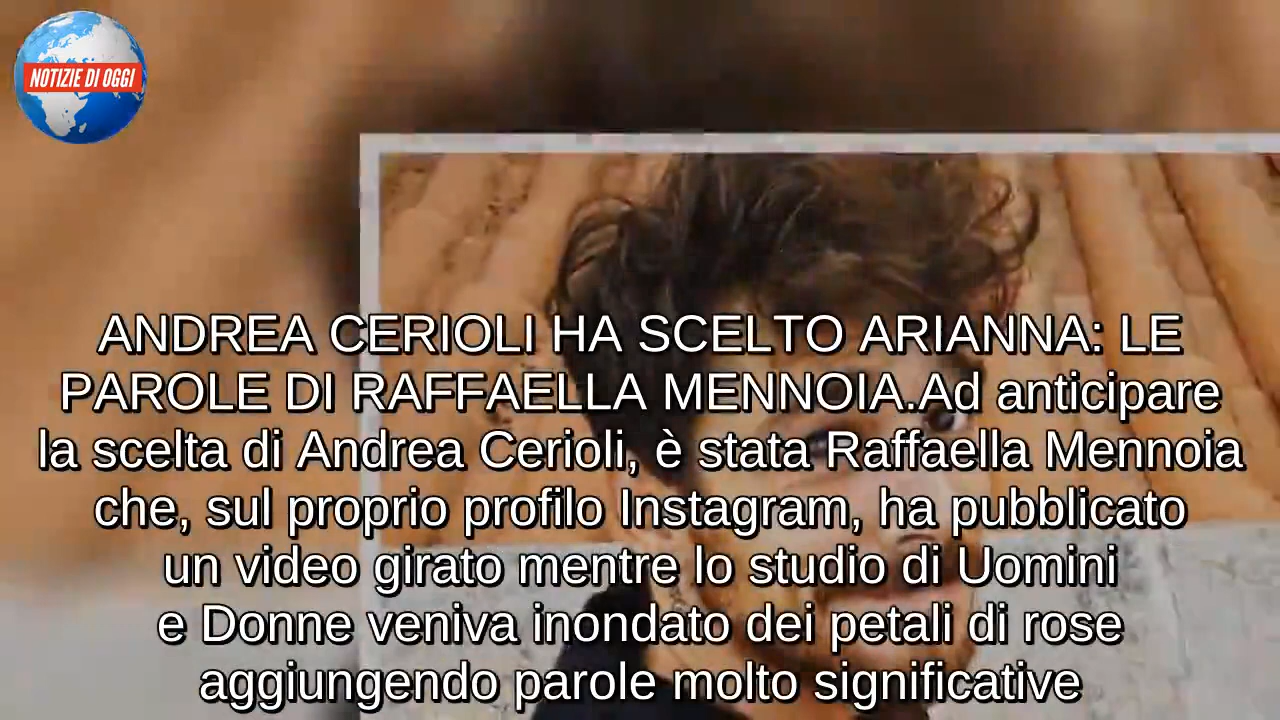 NOTIZIE DI OGGI
ANDREA CERIOLI HA SCELTO ARIANNA: LE
PAROLE DI RAFFAELLA MENNOIA.Ad anticipare
la scelta di Andrea Cerioli, è stata Raffaella Mennoia
che, sul proprio profilo Instagram, ha pubblicato
un video girato mentre lo studio di Uomini
e Donne veniva inondato dei petali di rose
aggiungendo parole molto significative